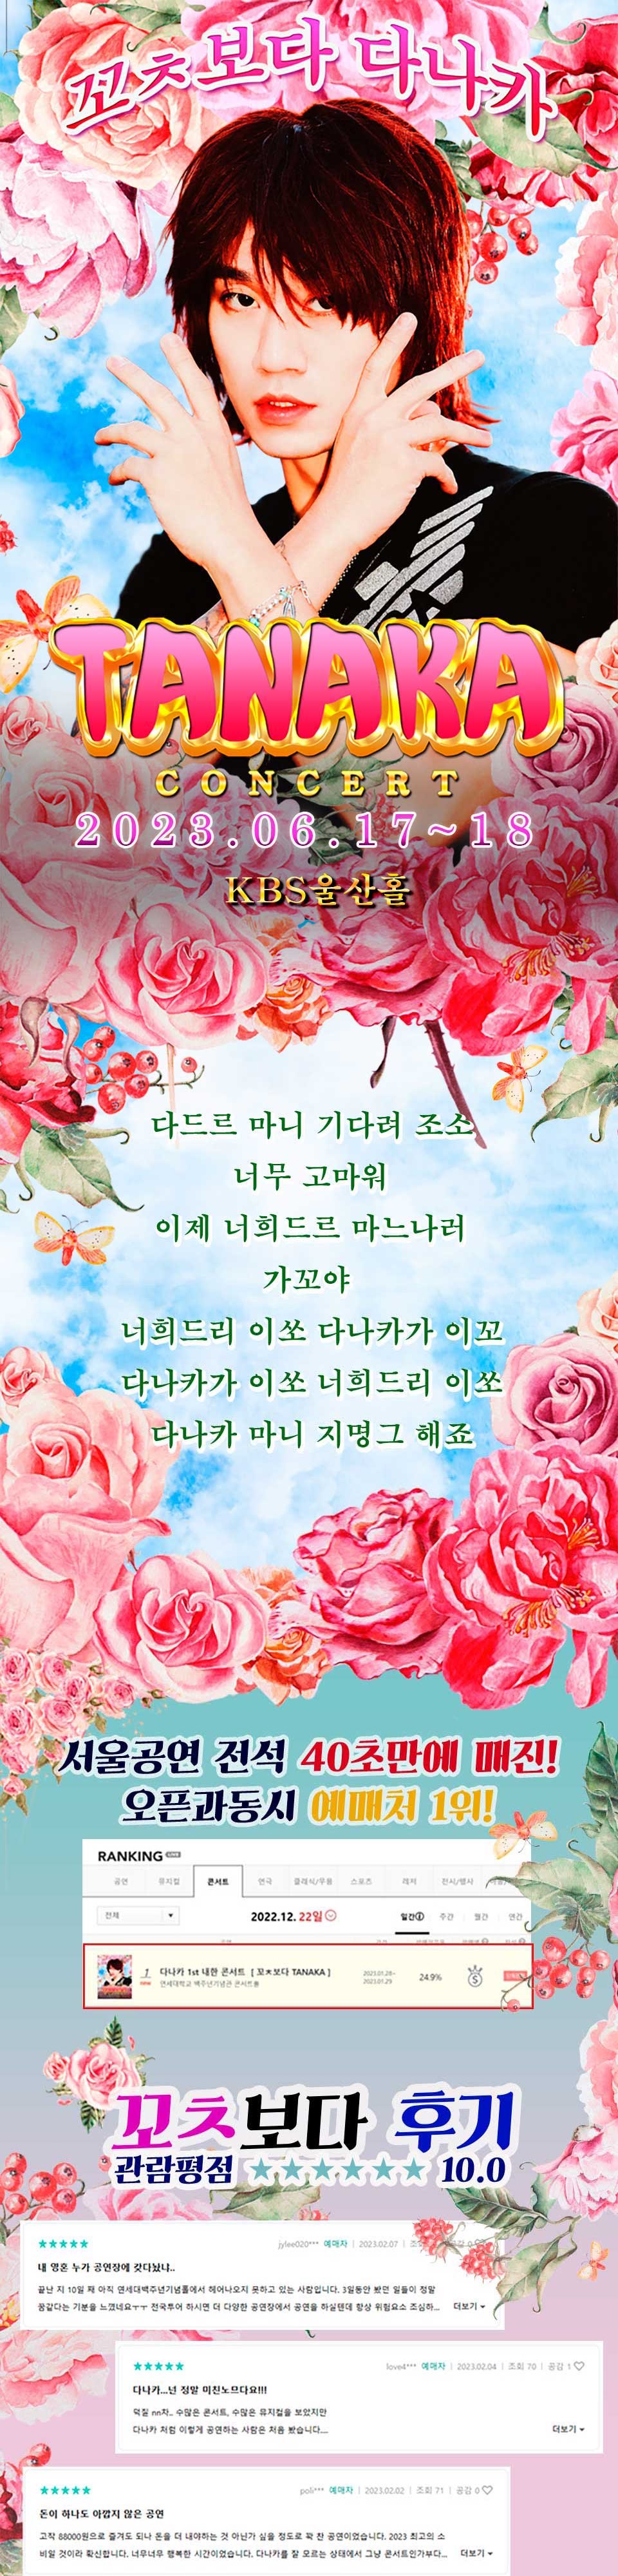 꼬ㅊ보다 다나카
TANAKA
CONCERT
2023.06.17~18
KBS울산홀
다드르 마니 기다려 조소
너무 고마워
이제 너희드르 마느나러
가꼬야
너희드리 이쏘 다나카가 이꼬
다나카가 이쏘 너희드리 이쏘
다나카 마니 지명그 해죠
서울공연 전석 40초만에 매진!
오픈과동시 예매처 1위!
RANKING LIVE
공연 뮤지컬 콘서트 연극 클래식/무용 스포츠 레저 전시/행사
전체 2022.12. 22일 일간 주간 월간 연간
1 다나카 1st 내한 콘서트 [ 꼬ㅊ보다 TANAKA ] 2023.01.28~ 24.9%
new 연세대학교 백주년기념관 콘서트홀 2023.01.29
꼬츠보다 후기
관람평점 ★★★★★★ 10.0
★★★★★ jylee020*** 예매자 | 2023.02.07 |
내 영혼 누가 공연장에 갖다놨냐..
끝난 지 10일 째 아직 연세대백주년기념홀에서 헤어나오지 못하고 있는 사람입니다. 3일동안 봤던 일들이 정말
꿈같다는 기분을 느꼈네요ㅜㅜ 전국투어 하시면 더 다양한 공연장에서 공연을 하실텐데 항상 위험요소 조심하... 더보기
★★★★★ love4*** 예매자 | 2023.02.04 | 조회 70 | 공감 1
다나카...넌 정말 미친노므다요!!!
덕질 nn차.. 수많은 콘서트, 수많은 뮤지컬을 보았지만
다나카 처럼 이렇게 공연하는 사람은 처음 봤습니다.... 더보기
★★★★★ poli*** 예매자 | 2023.02.02 | 조회 71 | 공감 0
돈이 하나도 아깝지 않은 공연
고작 88000원으로 즐겨도 되나 돈을 더 내야하는 것 아닌가 싶을 정도로 꽉 찬 공연이었습니다. 2023 최고의 소
비일 것이라 확신합니다. 너무너무 행복한 시간이었습니다. 다나카를 잘 모르는 상태에서 그냥 콘서트인가부다... 더보기